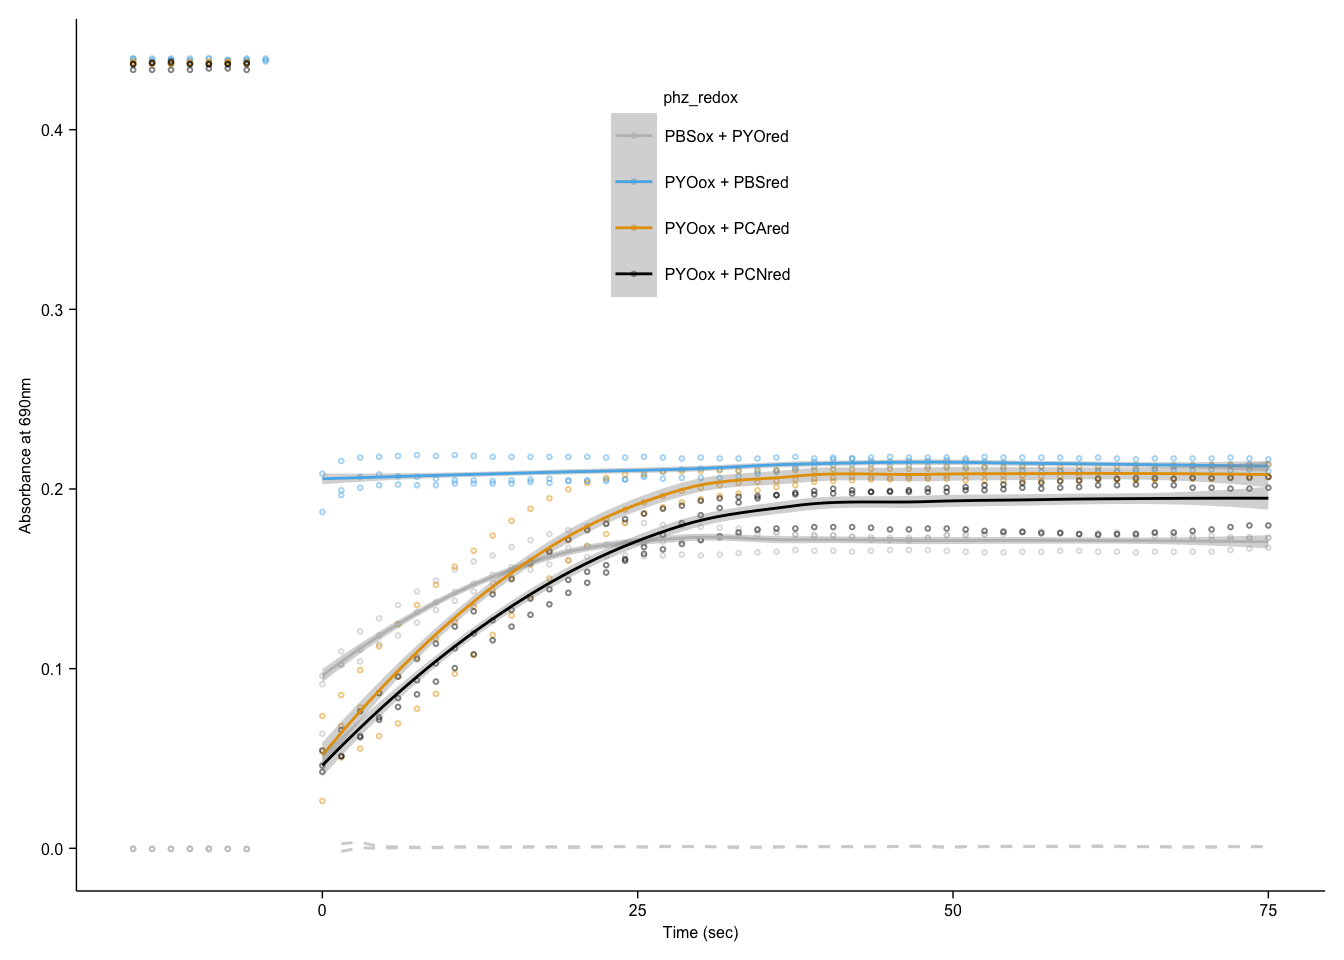 phz_redox
PBSox + PYOred
PYOox + PBSred
PYOox + PCAred
PYOox + PCNred
Absorbance at 690nm
0.4
0.3
0.2
0.1
0.0
0
25
50
75
Time (sec)